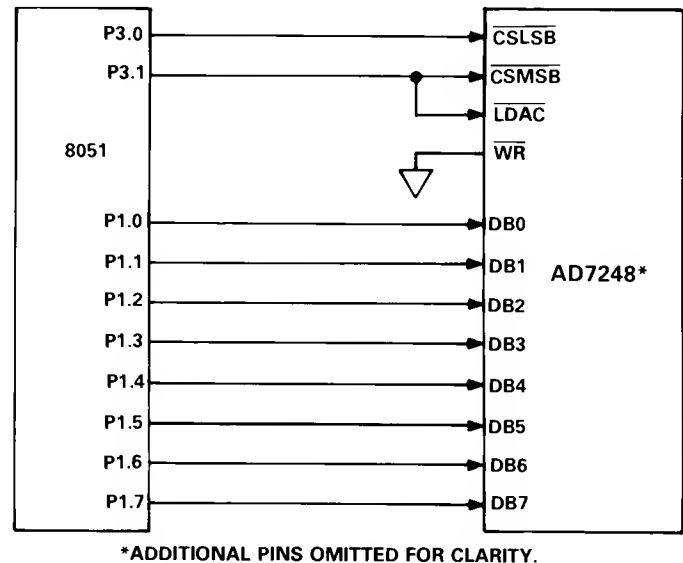 P3.0
CSLSB
P3.1
CSMSB
LDAC
8051
WR
P1.0
DB0
P1.1
DB1
AD7248*
P1.2
DB2
P1.3
DB3
P1.4
DB4
P1.5
DB5
P1.6
DB6
P1.7
DB7
*ADDITIONAL PINS OMITTED FOR CLARITY.